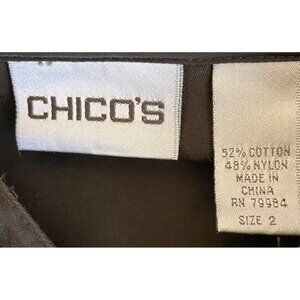 CHICO'S
52% COTTON
48% NYLON
MADE IN
CHINA
RN 79984
SIZE 2